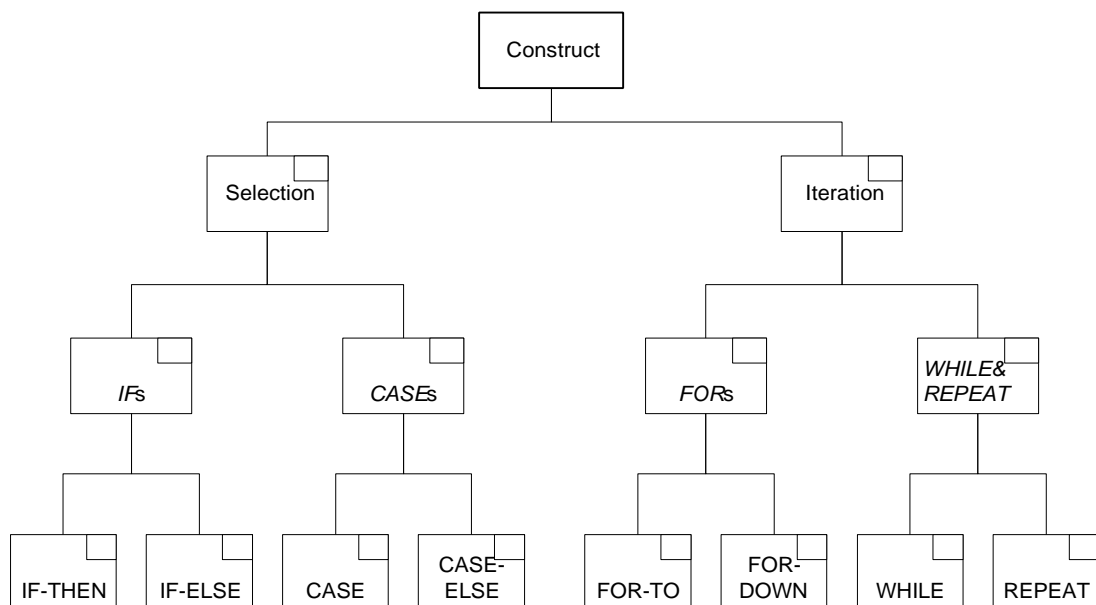 Construct
Selection
Iteration
IFs
CASEs
FORs
WHILE&
REPEAT
IF-THEN
IF-ELSE
CASE
CASE-
ELSE
FOR-TO
FOR-
DOWN
WHILE
REPEAT